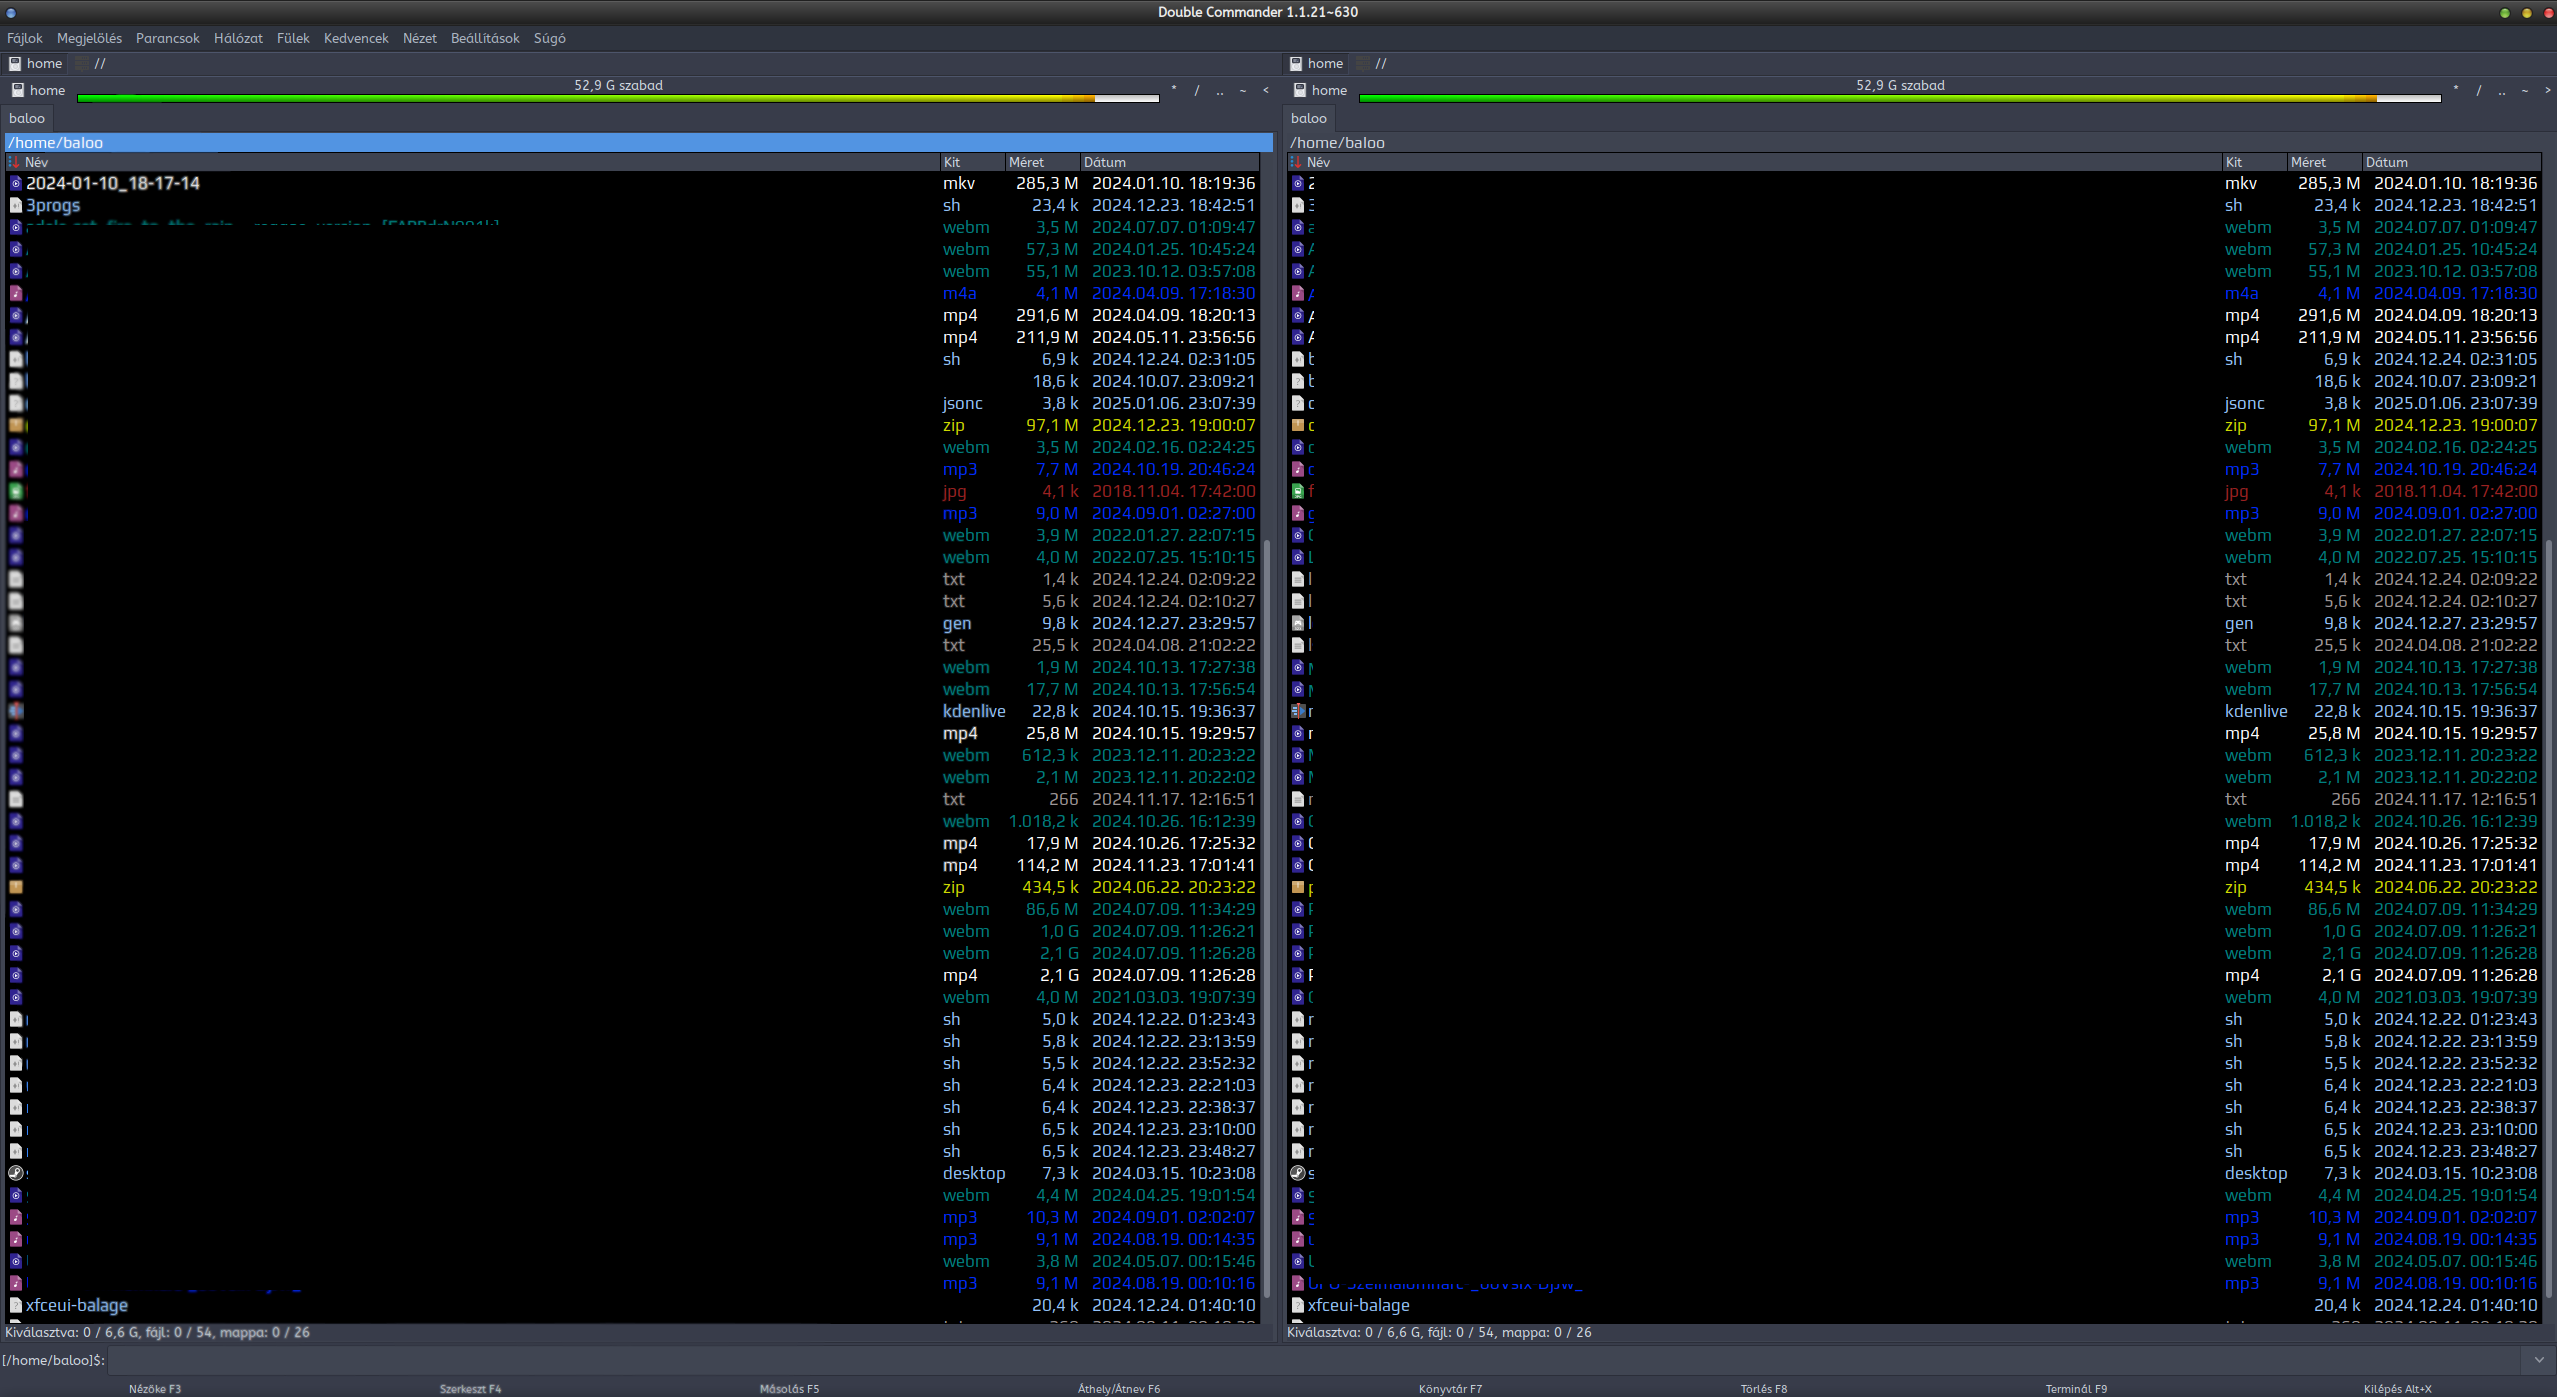 Double Commander 1.1.21~630
Fájlok Megjelölés Parancsok Hálózat Fülek Kedvencek Nézet Beállítások Súgó
home //
home 52,9 G szabad * / .. ~ <
baloo
/home/baloo
Név Kit Méret Dátum
2024-01-10_18-17-14 mkv 285,3 M 2024.01.10. 18:19:36
3progs sh 23,4 k 2024.12.23. 18:42:51
webm 3,5 M 2024.07.07. 01:09:47
webm 57,3 M 2024.01.25. 10:45:24
webm 55,1 M 2023.10.12. 03:57:08
m4a 4,1 M 2024.04.09. 17:18:30
mp4 291,6 M 2024.04.09. 18:20:13
mp4 211,9 M 2024.05.11. 23:56:56
sh 6,9 k 2024.12.24. 02:31:05
18,6 k 2024.10.07. 23:09:21
jsonc 3,8 k 2025.01.06. 23:07:39
zip 97,1 M 2024.12.23. 19:00:07
webm 3,5 M 2024.02.16. 02:24:25
mp3 7,7 M 2024.10.19. 20:46:24
jpg 4,1 k 2018.11.04. 17:42:00
mp3 9,0 M 2024.09.01. 02:27:00
webm 3,9 M 2022.01.27. 22:07:15
webm 4,0 M 2022.07.25. 15:10:15
txt 1,4 k 2024.12.24. 02:09:22
txt 5,6 k 2024.12.24. 02:10:27
gen 9,8 k 2024.12.27. 23:29:57
txt 25,5 k 2024.04.08. 21:02:22
webm 1,9 M 2024.10.13. 17:27:38
webm 17,7 M 2024.10.13. 17:56:54
kdenlive 22,8 k 2024.10.15. 19:36:37
mp4 25,8 M 2024.10.15. 19:29:57
webm 612,3 k 2023.12.11. 20:23:22
webm 2,1 M 2023.12.11. 20:22:02
txt 266 2024.11.17. 12:16:51
webm 1.018,2 k 2024.10.26. 16:12:39
mp4 17,9 M 2024.10.26. 17:25:32
mp4 114,2 M 2024.11.23. 17:01:41
zip 434,5 k 2024.06.22. 20:23:22
webm 86,6 M 2024.07.09. 11:34:29
webm 1,0 G 2024.07.09. 11:26:21
webm 2,1 G 2024.07.09. 11:26:28
mp4 2,1 G 2024.07.09. 11:26:28
webm 4,0 M 2021.03.03. 19:07:39
sh 5,0 k 2024.12.22. 01:23:43
sh 5,8 k 2024.12.22. 23:13:59
sh 5,5 k 2024.12.22. 23:52:32
sh 6,4 k 2024.12.23. 22:21:03
sh 6,4 k 2024.12.23. 22:38:37
sh 6,5 k 2024.12.23. 23:10:00
sh 6,5 k 2024.12.23. 23:48:27
desktop 7,3 k 2024.03.15. 10:23:08
webm 4,4 M 2024.04.25. 19:01:54
mp3 10,3 M 2024.09.01. 02:02:07
mp3 9,1 M 2024.08.19. 00:14:35
webm 3,8 M 2024.05.07. 00:15:46
mp3 9,1 M 2024.08.19. 00:10:16
xfceui-balage 20,4 k 2024.12.24. 01:40:10
Kiválasztva: 0 / 6,6 G, fájl: 0 / 54, mappa: 0 / 26
home //
home 52,9 G szabad * / .. ~ >
baloo
/home/baloo
Név Kit Méret Dátum
2 mkv 285,3 M 2024.01.10. 18:19:36
3 sh 23,4 k 2024.12.23. 18:42:51
a webm 3,5 M 2024.07.07. 01:09:47
webm 57,3 M 2024.01.25. 10:45:24
webm 55,1 M 2023.10.12. 03:57:08
m4a 4,1 M 2024.04.09. 17:18:30
mp4 291,6 M 2024.04.09. 18:20:13
mp4 211,9 M 2024.05.11. 23:56:56
sh 6,9 k 2024.12.24. 02:31:05
18,6 k 2024.10.07. 23:09:21
jsonc 3,8 k 2025.01.06. 23:07:39
zip 97,1 M 2024.12.23. 19:00:07
webm 3,5 M 2024.02.16. 02:24:25
mp3 7,7 M 2024.10.19. 20:46:24
jpg 4,1 k 2018.11.04. 17:42:00
mp3 9,0 M 2024.09.01. 02:27:00
webm 3,9 M 2022.01.27. 22:07:15
webm 4,0 M 2022.07.25. 15:10:15
txt 1,4 k 2024.12.24. 02:09:22
txt 5,6 k 2024.12.24. 02:10:27
gen 9,8 k 2024.12.27. 23:29:57
txt 25,5 k 2024.04.08. 21:02:22
webm 1,9 M 2024.10.13. 17:27:38
webm 17,7 M 2024.10.13. 17:56:54
kdenlive 22,8 k 2024.10.15. 19:36:37
mp4 25,8 M 2024.10.15. 19:29:57
webm 612,3 k 2023.12.11. 20:23:22
webm 2,1 M 2023.12.11. 20:22:02
txt 266 2024.11.17. 12:16:51
webm 1.018,2 k 2024.10.26. 16:12:39
mp4 17,9 M 2024.10.26. 17:25:32
mp4 114,2 M 2024.11.23. 17:01:41
zip 434,5 k 2024.06.22. 20:23:22
webm 86,6 M 2024.07.09. 11:34:29
webm 1,0 G 2024.07.09. 11:26:21
webm 2,1 G 2024.07.09. 11:26:28
mp4 2,1 G 2024.07.09. 11:26:28
webm 4,0 M 2021.03.03. 19:07:39
sh 5,0 k 2024.12.22. 01:23:43
sh 5,8 k 2024.12.22. 23:13:59
sh 5,5 k 2024.12.22. 23:52:32
sh 6,4 k 2024.12.23. 22:21:03
sh 6,4 k 2024.12.23. 22:38:37
sh 6,5 k 2024.12.23. 23:10:00
sh 6,5 k 2024.12.23. 23:48:27
s desktop 7,3 k 2024.03.15. 10:23:08
webm 4,4 M 2024.04.25. 19:01:54
mp3 10,3 M 2024.09.01. 02:02:07
mp3 9,1 M 2024.08.19. 00:14:35
webm 3,8 M 2024.05.07. 00:15:46
mp3 9,1 M 2024.08.19. 00:10:16
xfceui-balage 20,4 k 2024.12.24. 01:40:10
Kiválasztva: 0 / 6,6 G, fájl: 0 / 54, mappa: 0 / 26
[/home/baloo]$:
Nézőke F3 Szerkeszt F4 Másolás F5 Áthely/Átnev F6 Könyvtár F7 Törlés F8 Terminál F9 Kilépés Alt+X